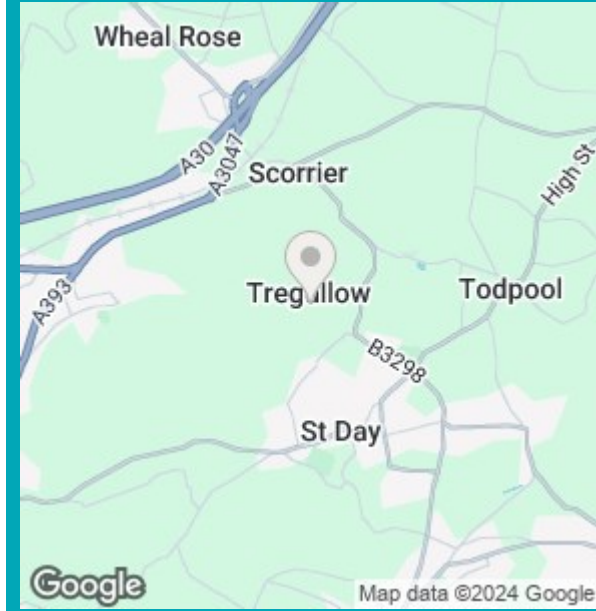 Wheal Rose
A30
A3047
Scorrier
High St
A393
Tregullow
Todpool
B3298
St Day
Google
Map data ©2024 Google